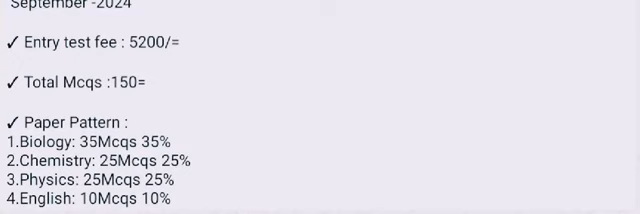 September -2024
✓ Entry test fee : 5200/=
✓ Total Mcqs :150=
✓ Paper Pattern :
1.Biology: 35Mcqs 35%
2.Chemistry: 25Mcqs 25%
3.Physics: 25Mcqs 25%
4.English: 10Mcqs 10%